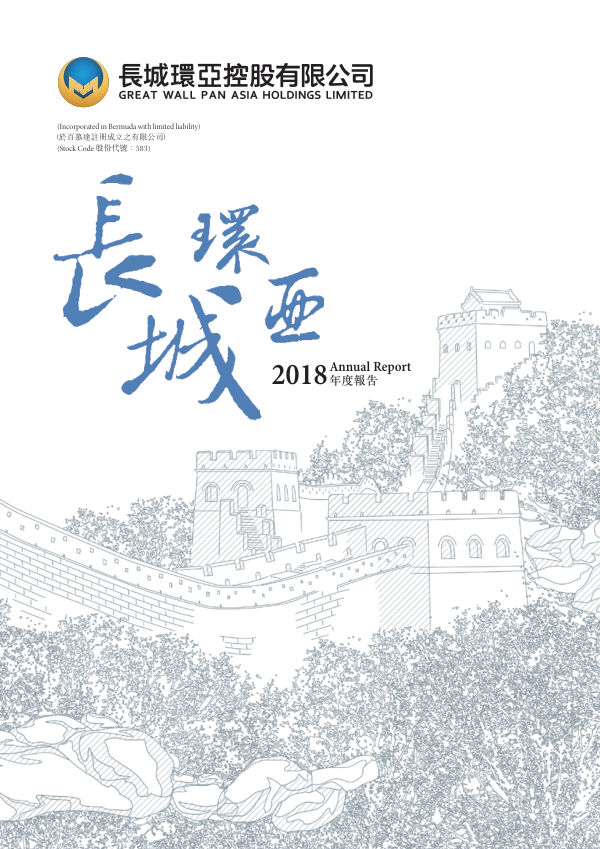 長城環亞控股有限公司
GREAT WALL PAN ASIA HOLDINGS LIMITED
(Incorporated in Bermuda with limited liability)
(於百慕達註冊成立之有限公司)
(Stock Code 股份代號：583)
長城
環亞
2018 Annual Report
年度報告